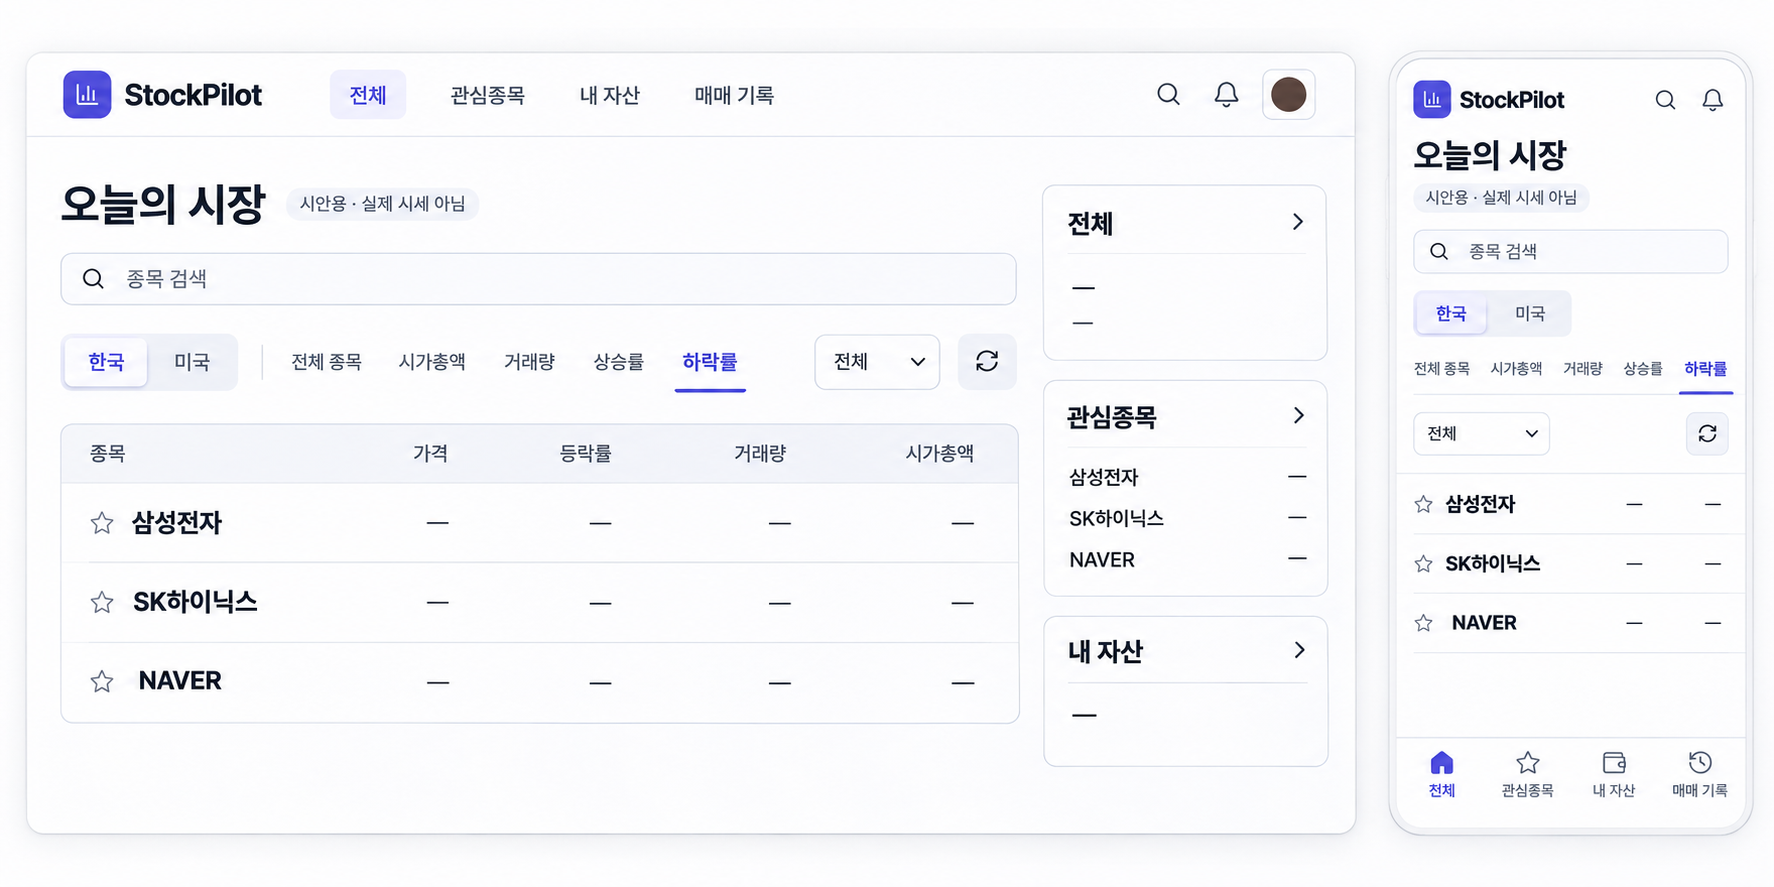 StockPilot
전체 관심종목 내 자산 매매 기록
오늘의 시장 시안용 · 실제 시세 아님
종목 검색
한국 미국 전체 종목 시가총액 거래량 상승률 하락률 전체
종목 가격 등락률 거래량 시가총액
삼성전자 — — — —
SK하이닉스 — — — —
NAVER — — — —
전체
—
—
관심종목
삼성전자 —
SK하이닉스 —
NAVER —
내 자산
—
StockPilot
오늘의 시장
시안용 · 실제 시세 아님
종목 검색
한국 미국
전체 종목 시가총액 거래량 상승률 하락률
전체
삼성전자 — —
SK하이닉스 — —
NAVER — —
전체 관심종목 내 자산 매매 기록